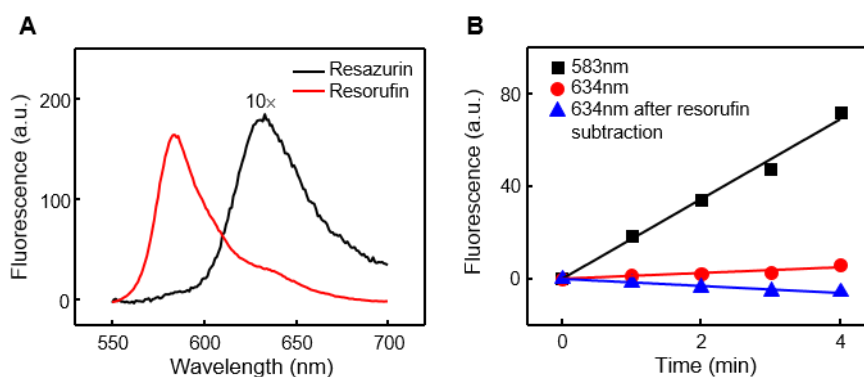 A
Resazurin
Resorufin
10×
200
100
0
Fluorescence (a.u.)
550
600
650
700
Wavelength (nm)
B
583nm
634nm
634nm after resorufin
subtraction
80
40
0
Fluorescence (a.u.)
0
2
4
Time (min)